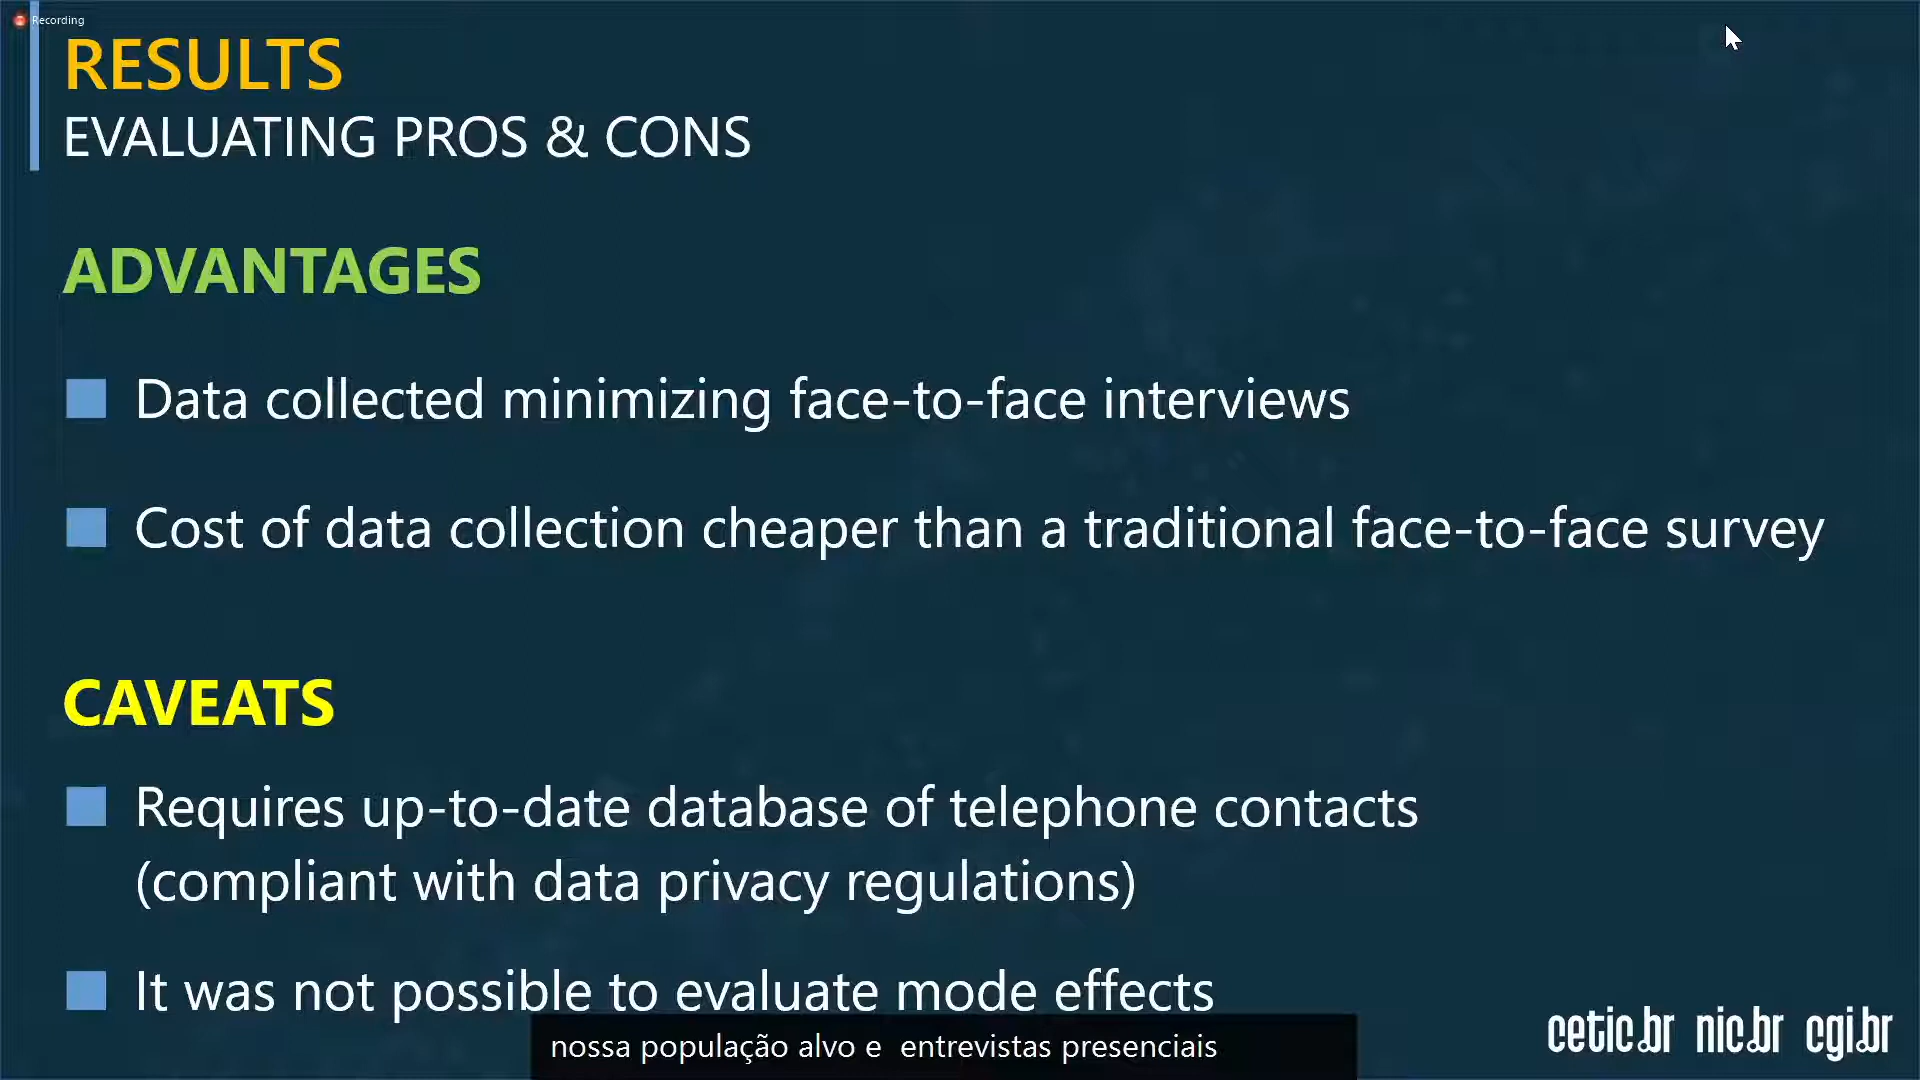 Recording
RESULTS
EVALUATING PROS & CONS
ADVANTAGES
Data collected minimizing face-to-face interviews
Cost of data collection cheaper than a traditional face-to-face survey
CAVEATS
Requires up-to-date database of telephone contacts
(compliant with data privacy regulations)
It was not possible to evaluate mode effects
nossa população alvo e entrevistas presenciais
cetic.br nic.br cgi.br